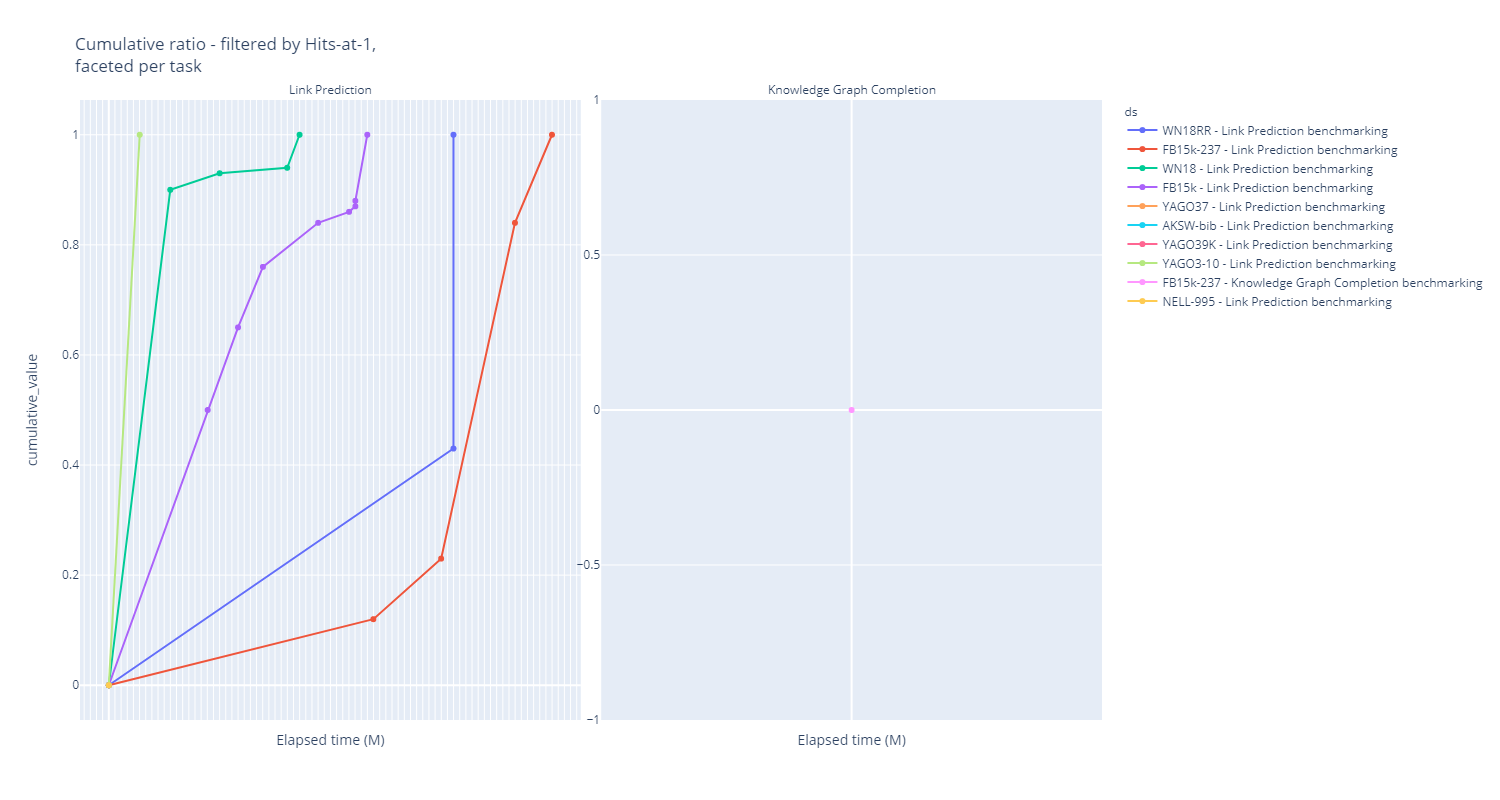 Cumulative ratio - filtered by Hits-at-1,
faceted per task
Link Prediction
Knowledge Graph Completion
cumulative_value
1
0.8
0.6
0.4
0.2
0
Elapsed time (M)
1
0.5
0
−0.5
−1
Elapsed time (M)
ds
WN18RR - Link Prediction benchmarking
FB15k-237 - Link Prediction benchmarking
WN18 - Link Prediction benchmarking
FB15k - Link Prediction benchmarking
YAGO37 - Link Prediction benchmarking
AKSW-bib - Link Prediction benchmarking
YAGO39K - Link Prediction benchmarking
YAGO3-10 - Link Prediction benchmarking
FB15k-237 - Knowledge Graph Completion benchmarking
NELL-995 - Link Prediction benchmarking